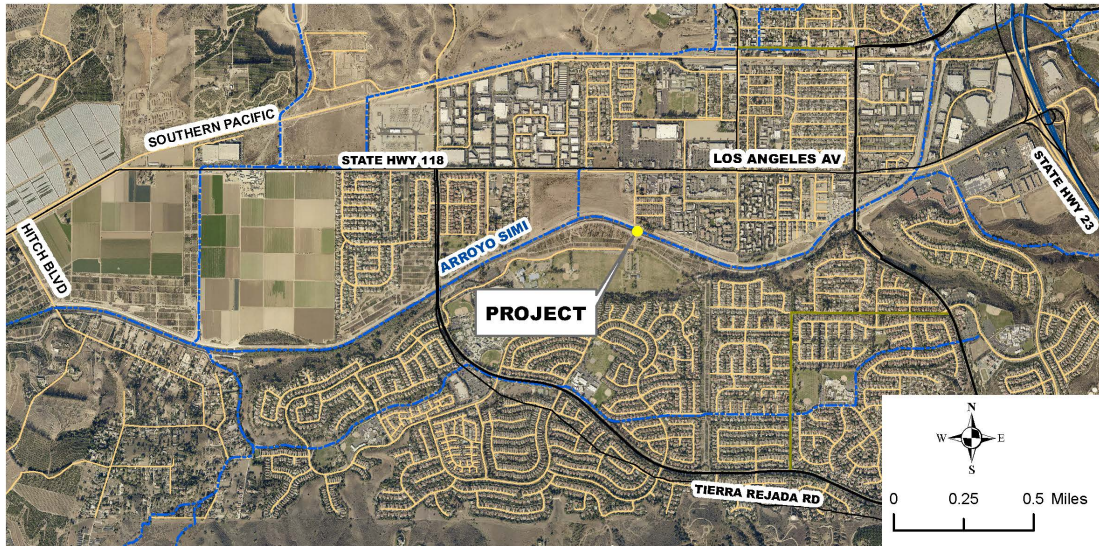 SOUTHERN PACIFIC
STATE HWY 118
LOS ANGELES AV
STATE HWY 23
HITCH BLVD
ARROYO SIMI
PROJECT
TIERRA REJADA RD
N
W E
S
0 0.25 0.5 Miles